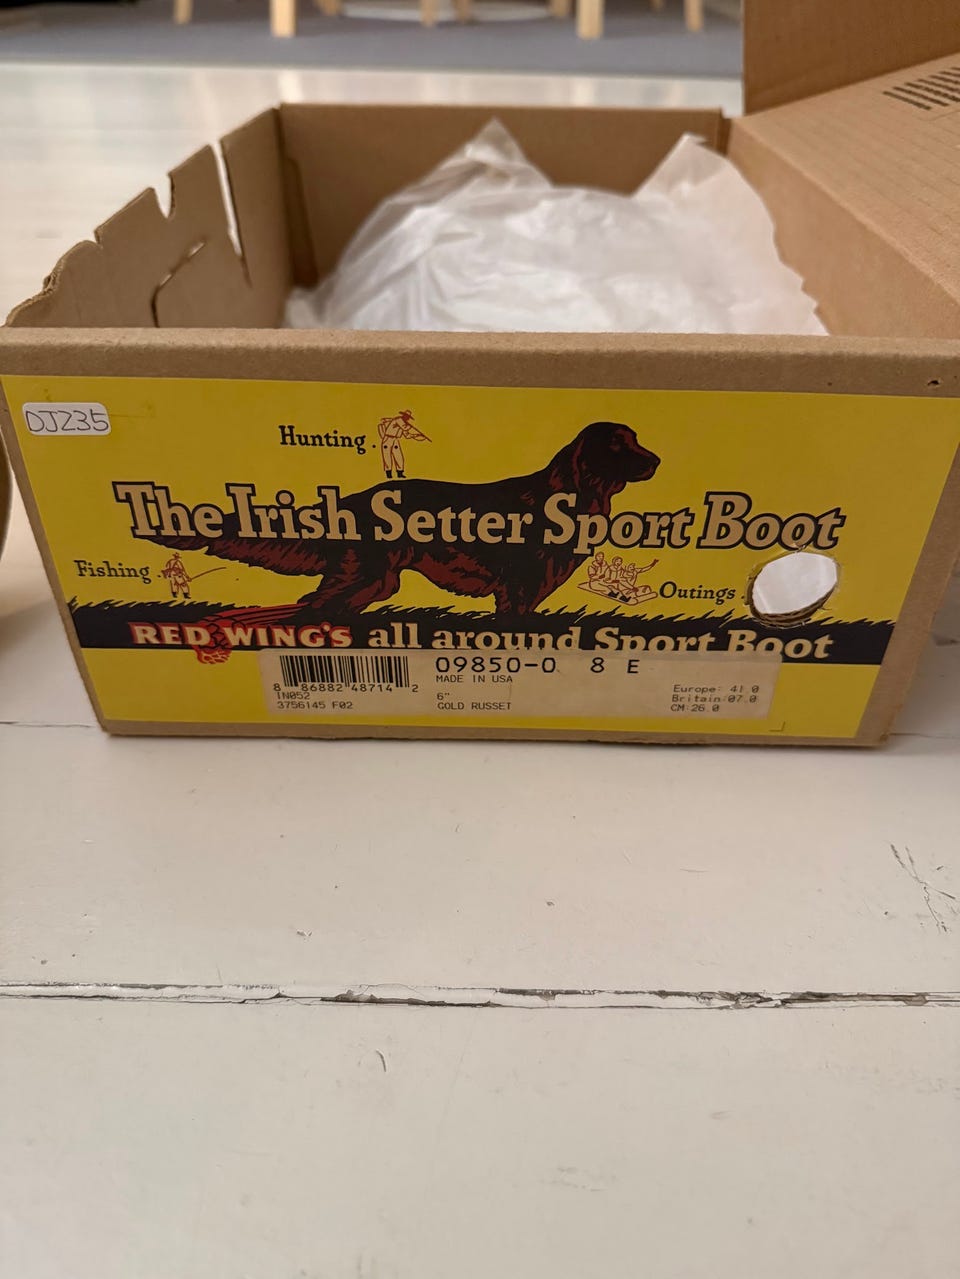 DJ235
Hunting.
The Irish Setter Sport Boot
Fishing
Outings.
RED WING'S all around Sport Boot
8 86882 48714 2
IN052
3756145 F02
09850-0 8 E
MADE IN USA
6"
GOLD RUSSET
Europe: 41.0
Britain:07.0
CM:26.0